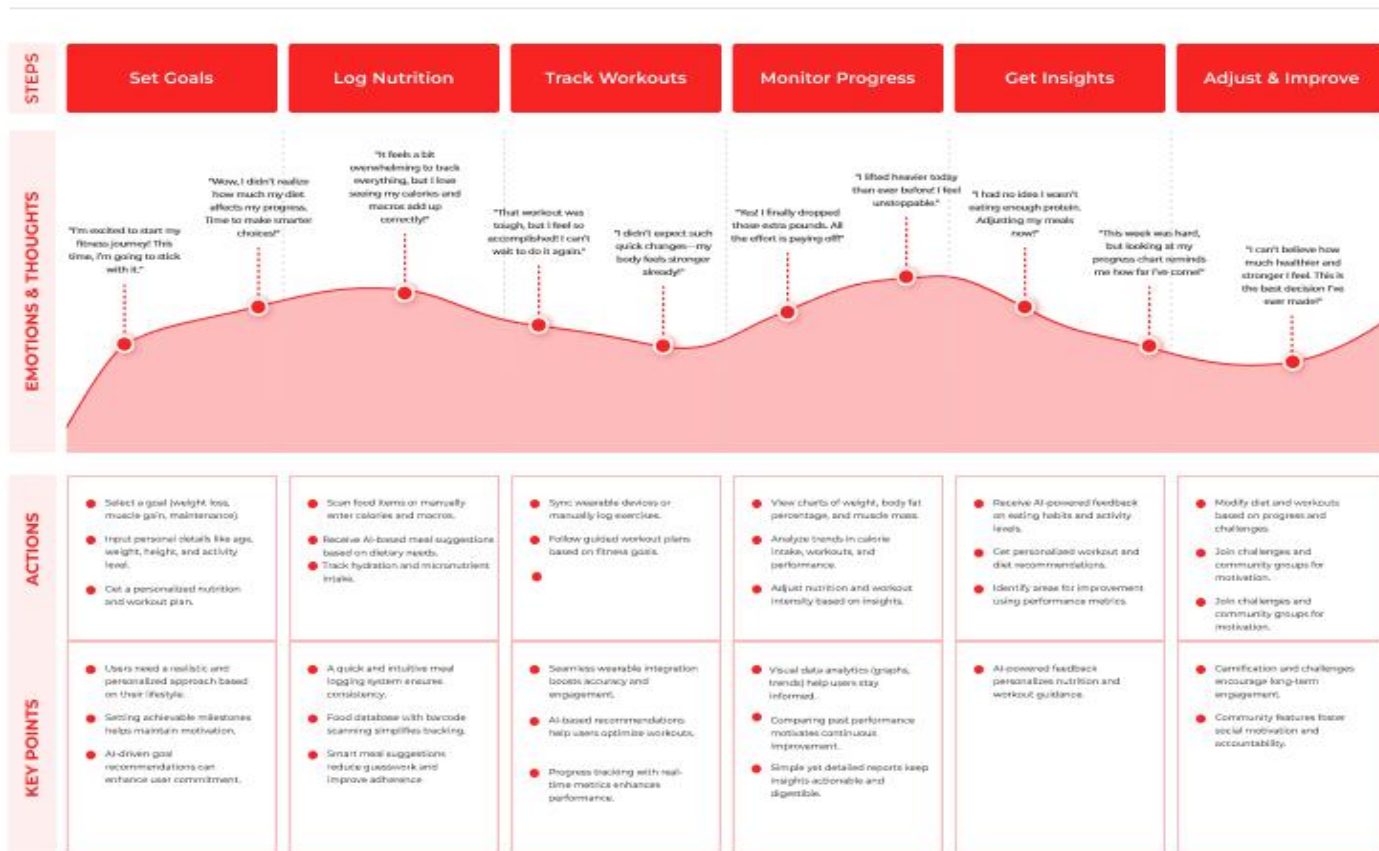 STEPS
Set Goals
Log Nutrition
Track Workouts
Monitor Progress
Get Insights
Adjust & Improve
EMOTIONS & THOUGHTS
"I'm excited to start my
fitness journey! This
time, I'm going to stick
with it."
"Wow, I didn't realize
how much my diet
affects my progress.
Time to make smarter
choices!"
"It feels a bit
overwhelming to track
everything, but I love
seeing my calories and
macros add up
correctly!"
"That workout was
tough, but I feel so
accomplished! I can't
wait to do it again."
"I didn't expect such
quick changes—my
body feels stronger
already!"
"Yes! I finally dropped
those extra pounds. All
the effort is paying off!"
"I lifted heavier today
than ever before! I feel
unstoppable."
"I had no idea I wasn't
eating enough protein.
Adjusting my meals
now!"
"This week was hard,
but looking at my
progress chart reminds
me how far I've come!"
"I can't believe how
much healthier and
stronger I feel. This is
the best decision I've
ever made!"
ACTIONS
Select a goal (weight loss,
muscle gain, maintenance).
Input personal details like age,
weight, height, and activity
level.
Get a personalized nutrition
and workout plan.
Scan food items or manually
enter calories and macros.
Receive AI-based meal suggestions
based on dietary needs.
Track hydration and micronutrient
intake.
Sync wearable devices or
manually log exercises.
Follow guided workout plans
based on fitness goals.
View charts of weight, body fat
percentage, and muscle mass.
Analyze trends in calorie
intake, workouts, and
performance.
Adjust nutrition and workout
intensity based on insights.
Receive AI-powered feedback
on eating habits and activity
levels.
Get personalized workout and
diet recommendations.
Identify areas for improvement
using performance metrics.
Modify diet and workouts
based on progress and
challenges.
Join challenges and
community groups for
motivation.
Join challenges and
community groups for
motivation.
KEY POINTS
Users need a realistic and
personalized approach based
on their lifestyle.
Setting achievable milestones
helps maintain motivation.
AI-driven goal
recommendations can
enhance user commitment.
A quick and intuitive meal
logging system ensures
consistency.
Food database with barcode
scanning simplifies tracking.
Smart meal suggestions
reduce guesswork and
improve adherence
Seamless wearable integration
boosts accuracy and
engagement.
AI-based recommendations
help users optimize workouts.
Progress tracking with real-
time metrics enhances
performance.
Visual data analytics (graphs,
trends) help users stay
informed.
Comparing past performance
motivates continuous
improvement.
Simple yet detailed reports keep
insights actionable and
digestible.
AI-powered feedback
personalizes nutrition and
workout guidance.
Gamification and challenges
encourage long-term
engagement.
Community features foster
social motivation and
accountability.